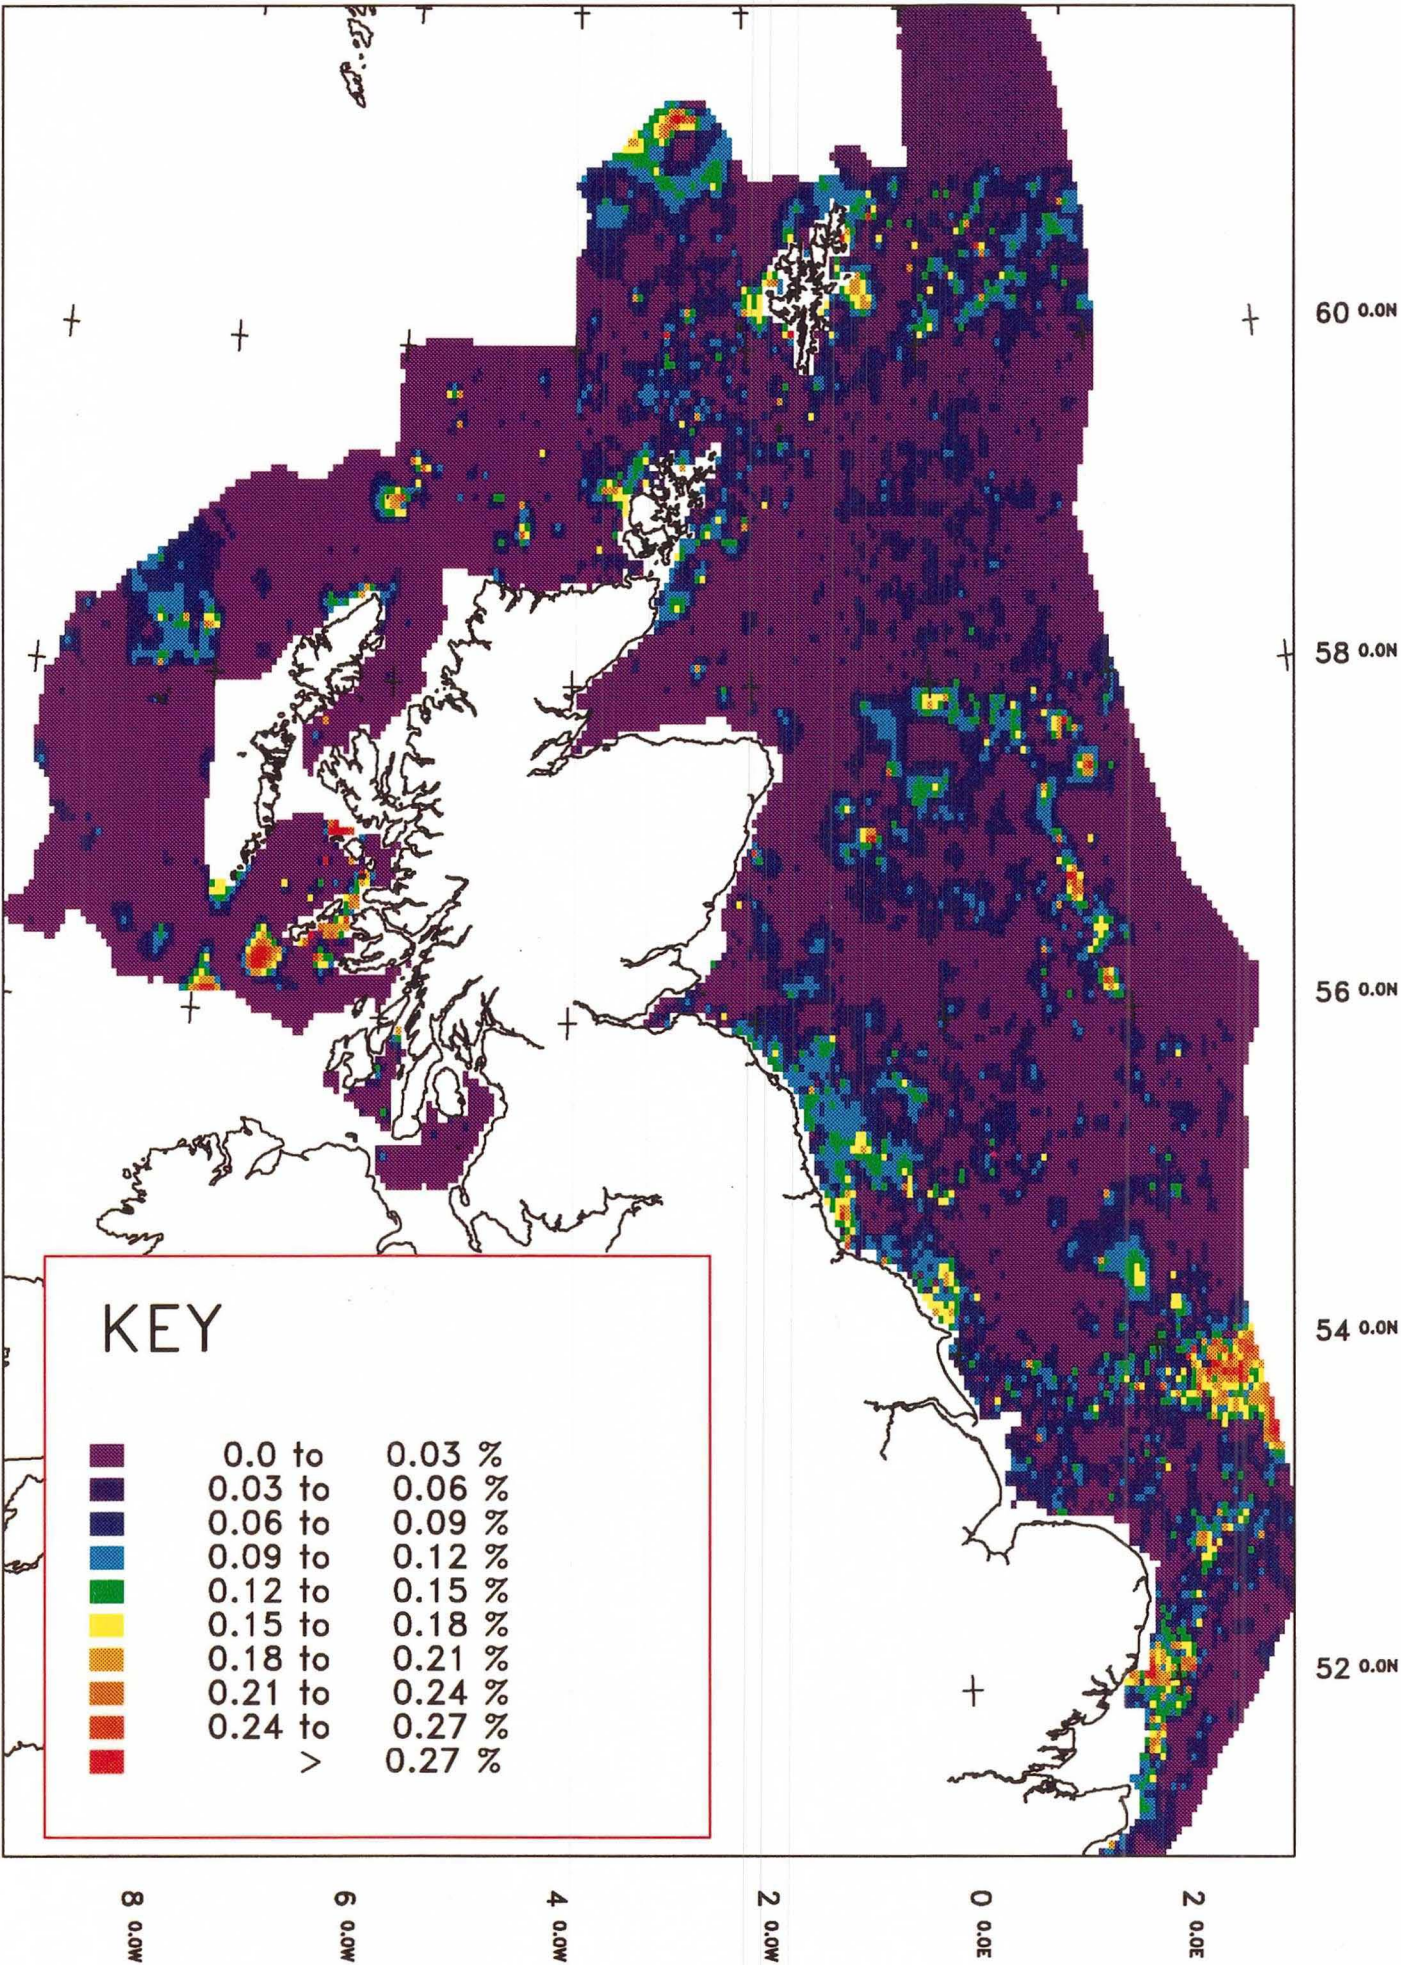 60 0.0N
58 0.0N
56 0.0N
54 0.0N
52 0.0N
KEY
0.0 to 0.03 %
0.03 to 0.06 %
0.06 to 0.09 %
0.09 to 0.12 %
0.12 to 0.15 %
0.15 to 0.18 %
0.18 to 0.21 %
0.21 to 0.24 %
0.24 to 0.27 %
> 0.27 %
8 0.0W
6 0.0W
4 0.0W
2 0.0W
0 0.0E
2 0.0E